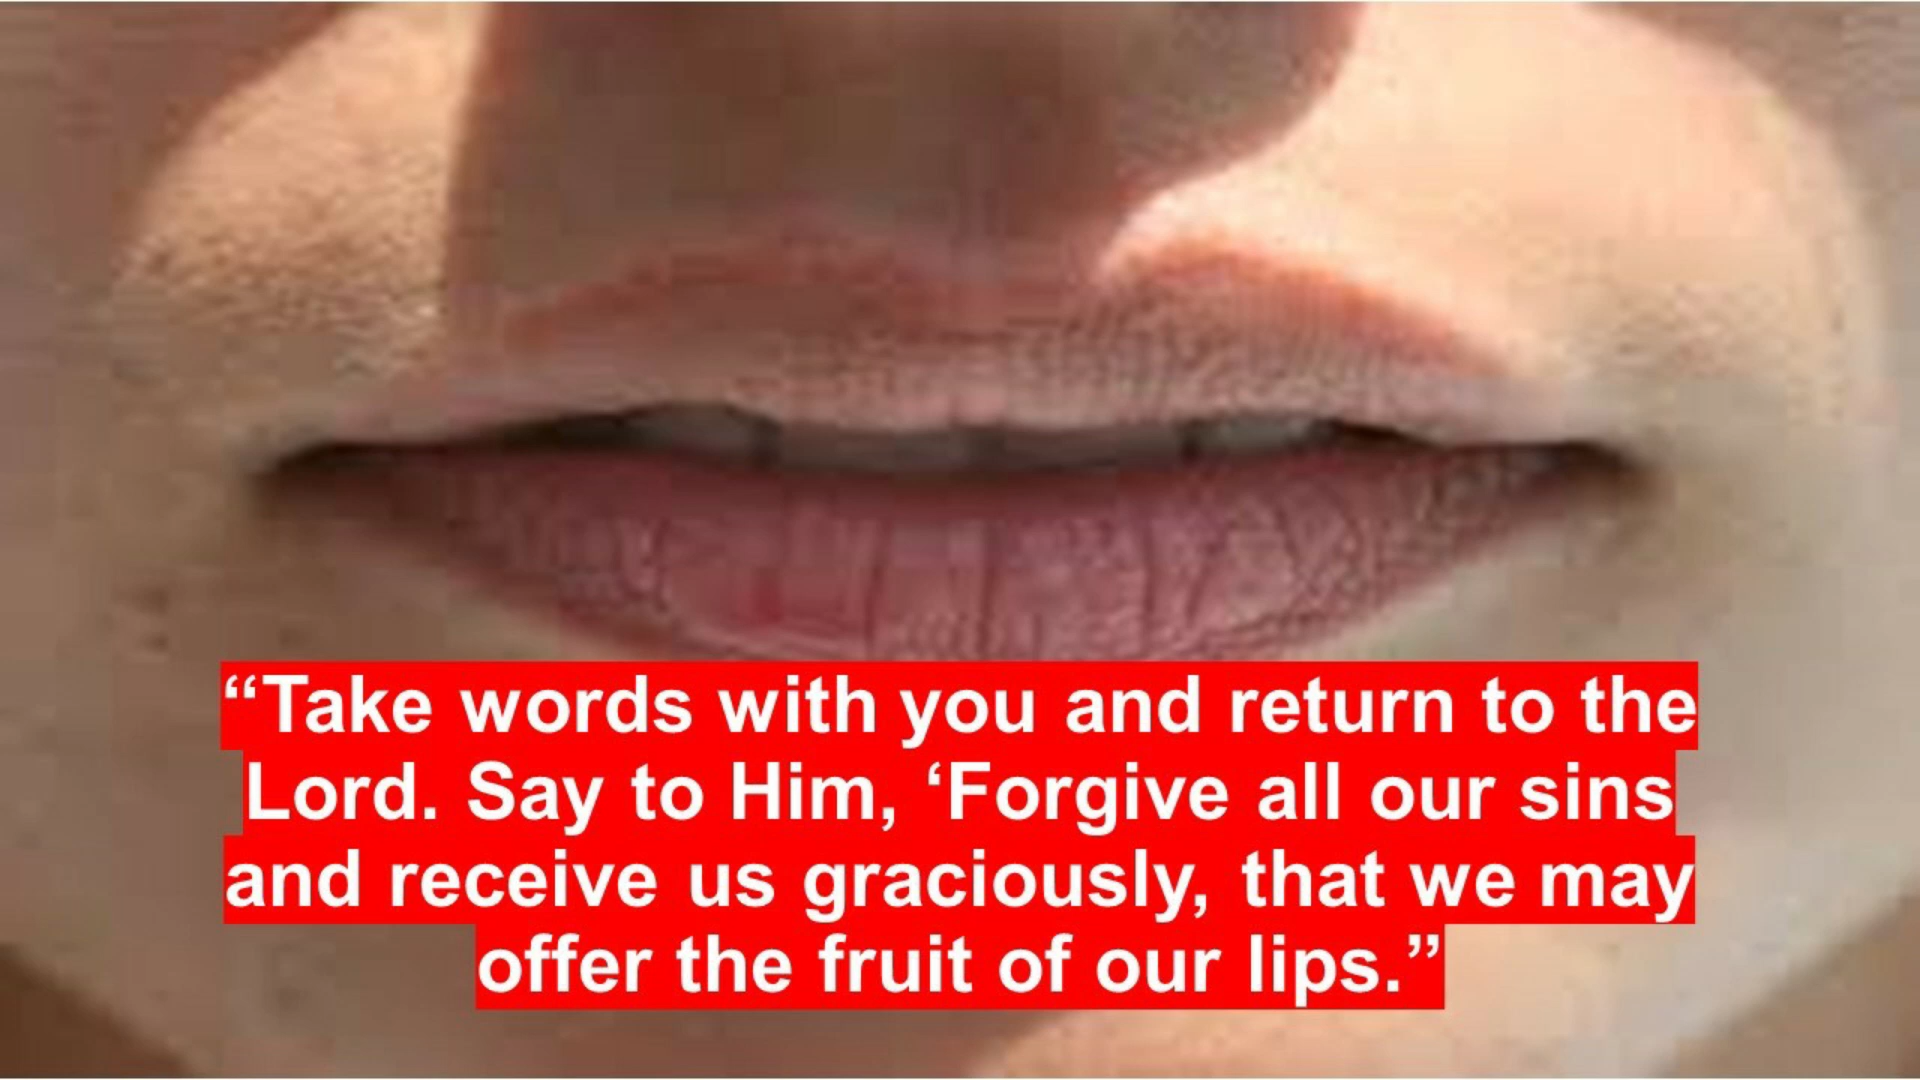 “Take words with you and return to the
Lord. Say to Him, ‘Forgive all our sins
and receive us graciously, that we may
offer the fruit of our lips.”